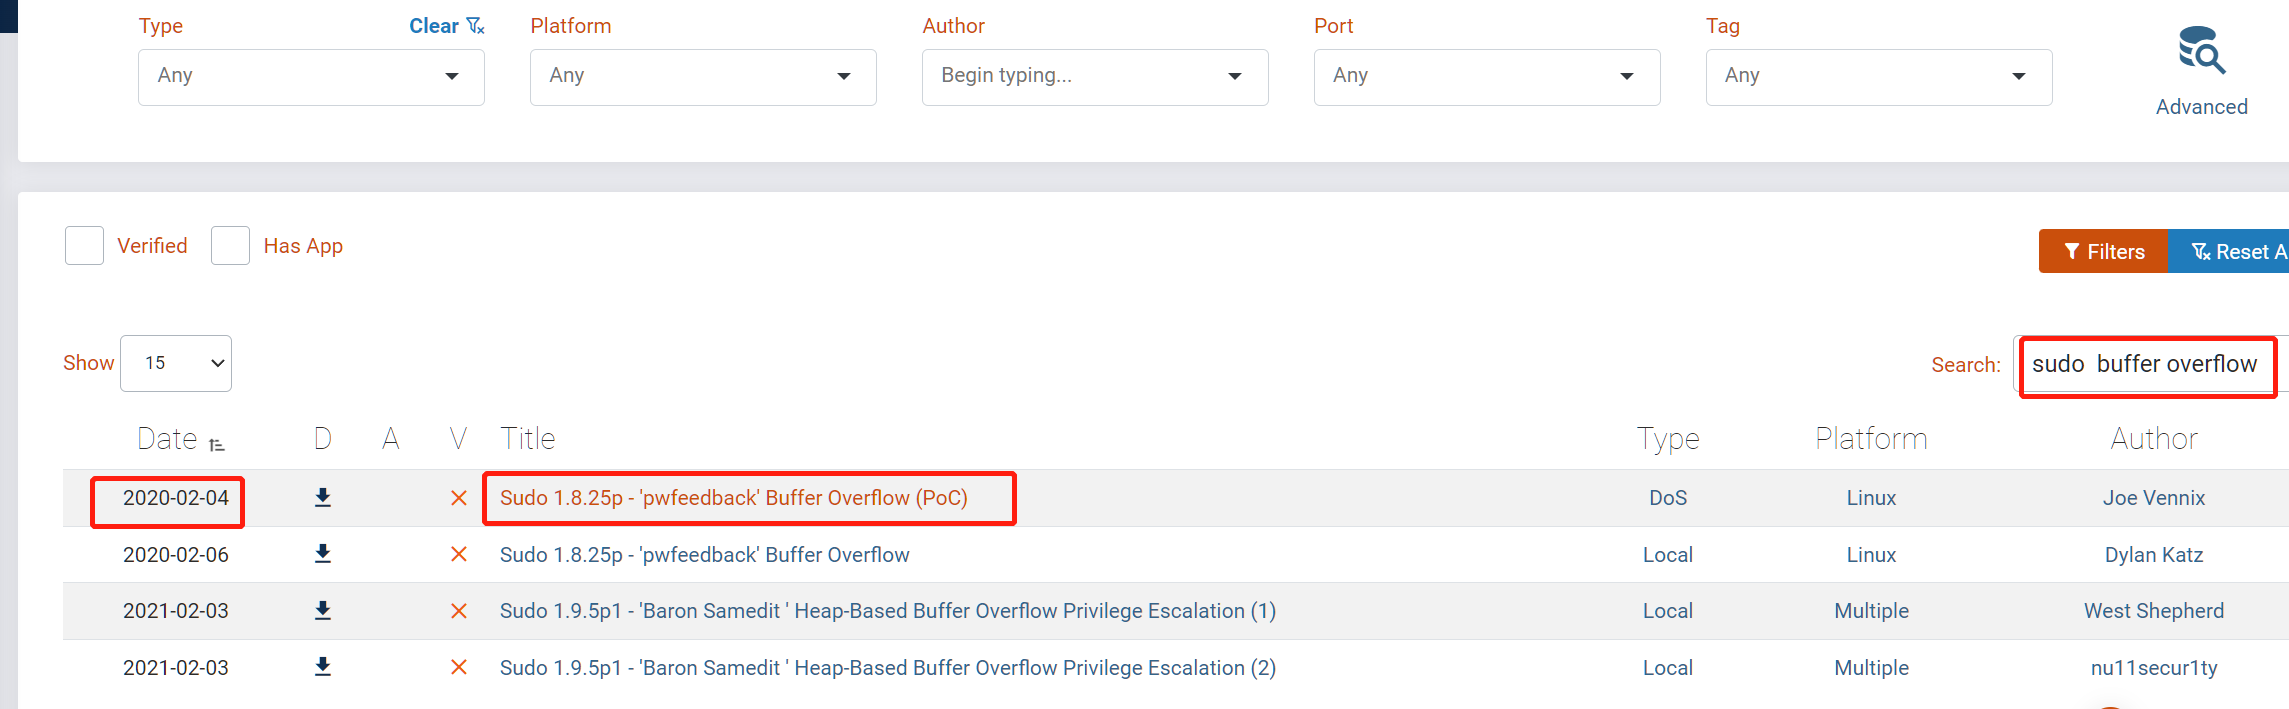 Type Clear Platform Author Port Tag
Any Any Begin typing... Any Any
Advanced
Verified Has App
Filters Reset A
Show 15 Search: sudo  buffer overflow
Date D A V Title Type Platform Author
2020-02-04 Sudo 1.8.25p - 'pwfeedback' Buffer Overflow (PoC) DoS Linux Joe Vennix
2020-02-06 Sudo 1.8.25p - 'pwfeedback' Buffer Overflow Local Linux Dylan Katz
2021-02-03 Sudo 1.9.5p1 - 'Baron Samedit ' Heap-Based Buffer Overflow Privilege Escalation (1) Local Multiple West Shepherd
2021-02-03 Sudo 1.9.5p1 - 'Baron Samedit ' Heap-Based Buffer Overflow Privilege Escalation (2) Local Multiple nu11secur1ty